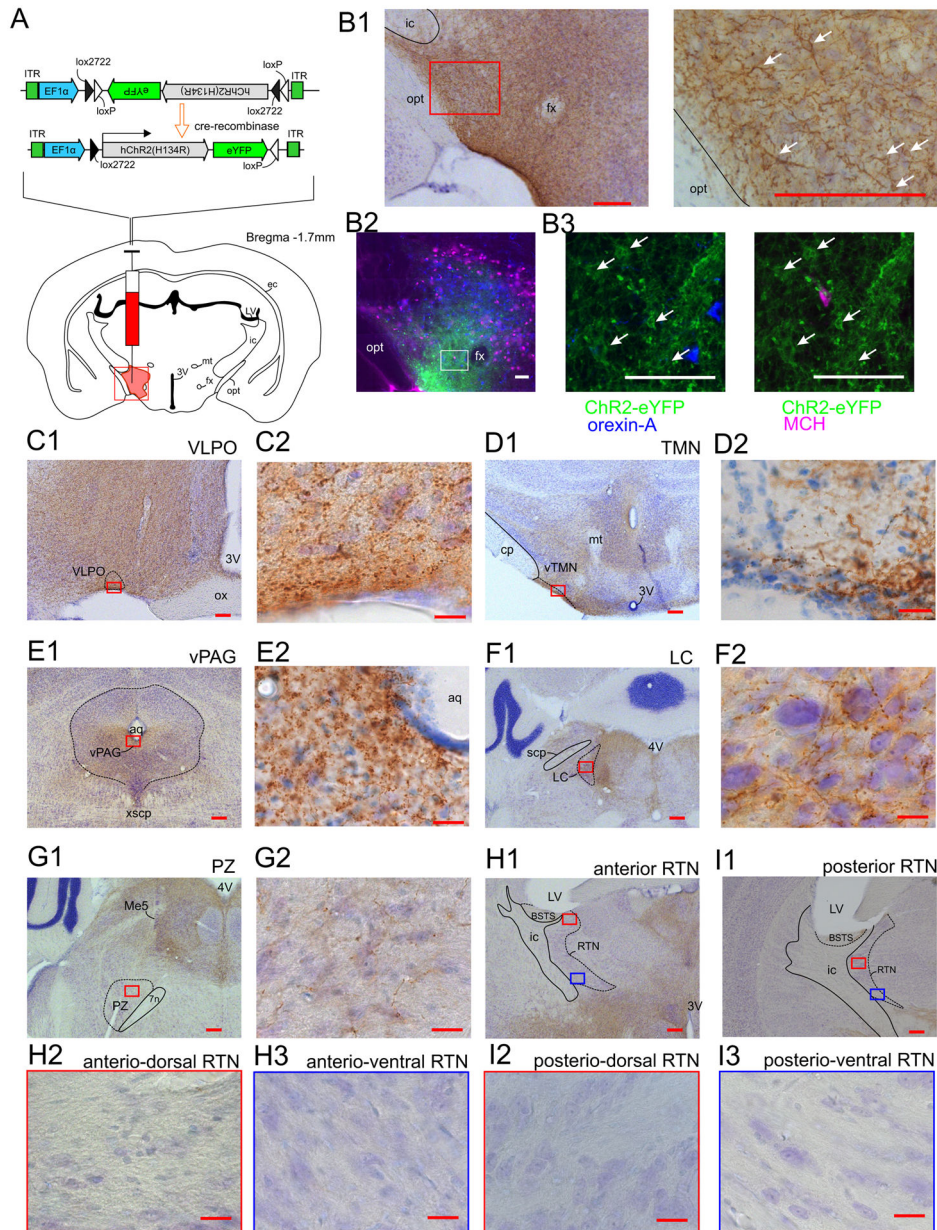 A
ITR
EF1α
lox2722
loxP
eYFP
hChR2(H134R)
loxP
lox2722
ITR
cre-recombinase
ITR
EF1α
lox2722
hChR2(H134R)
eYFP
loxP
ITR
Bregma -1.7mm
ec
LV
ic
mt
fx
3V
opt
B1
ic
opt
fx
opt
B2
opt
fx
B3
ChR2-eYFP
orexin-A
ChR2-eYFP
MCH
C1
VLPO
VLPO
3V
ox
C2
D1
TMN
cp
mt
vTMN
3V
D2
E1
vPAG
aq
vPAG
xscp
E2
aq
F1
LC
scp
LC
4V
F2
G1
PZ
4V
Me5
PZ
7n
G2
H1
anterior RTN
LV
BSTS
ic
RTN
3V
I1
posterior RTN
LV
BSTS
ic
RTN
H2
anterio-dorsal RTN
H3
anterio-ventral RTN
I2
posterio-dorsal RTN
I3
posterio-ventral RTN